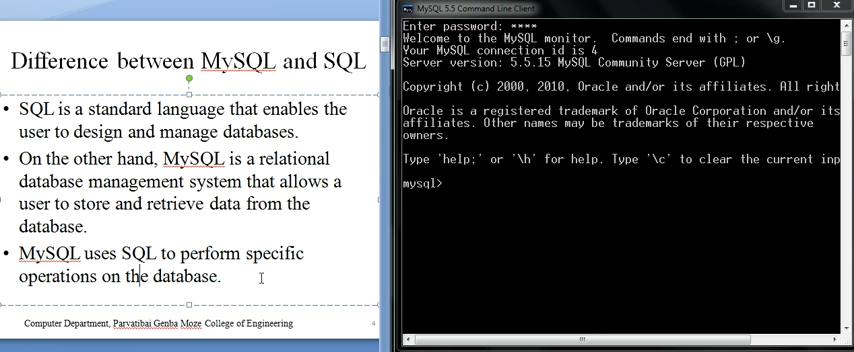 Difference between MySQL and SQL
• SQL is a standard language that enables the
user to design and manage databases.
• On the other hand, MySQL is a relational
database management system that allows a
user to store and retrieve data from the
database.
• MySQL uses SQL to perform specific
operations on the database.
Computer Department, Parvatibai Genba Moze College of Engineering
4
MySQL 5.5 Command Line Client
Enter password: ****
Welcome to the MySQL monitor.  Commands end with ; or \g.
Your MySQL connection id is 4
Server version: 5.5.15 MySQL Community Server (GPL)
Copyright (c) 2000, 2010, Oracle and/or its affiliates. All right
Oracle is a registered trademark of Oracle Corporation and/or its
affiliates. Other names may be trademarks of their respective
owners.
Type 'help;' or '\h' for help. Type '\c' to clear the current inp
mysql>